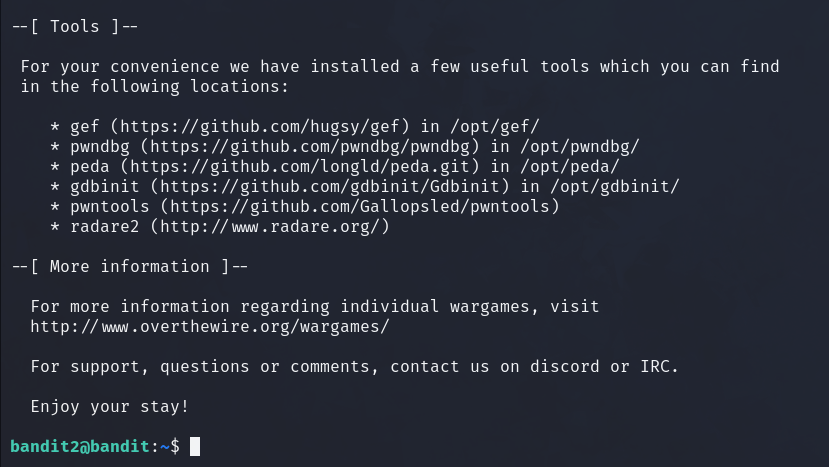 --[ Tools ]--
For your convenience we have installed a few useful tools which you can find
in the following locations:
* gef (https://github.com/hugsy/gef) in /opt/gef/
* pwndbg (https://github.com/pwndbg/pwndbg) in /opt/pwndbg/
* peda (https://github.com/longld/peda.git) in /opt/peda/
* gdbinit (https://github.com/gdbinit/Gdbinit) in /opt/gdbinit/
* pwntools (https://github.com/Gallopsled/pwntools)
* radare2 (http://www.radare.org/)
--[ More information ]--
For more information regarding individual wargames, visit
http://www.overthewire.org/wargames/
For support, questions or comments, contact us on discord or IRC.
Enjoy your stay!
bandit2@bandit:~$